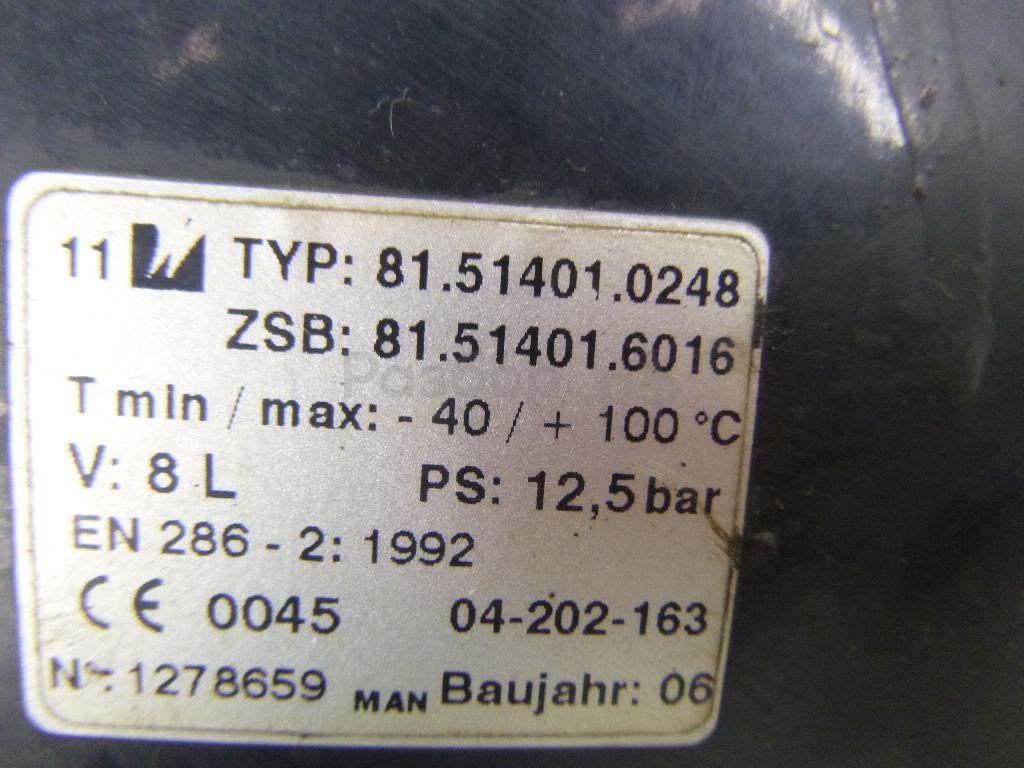 11 TYP: 81.51401.0248
ZSB: 81.51401.6016
T min / max: - 40 / + 100 °C
V: 8 L PS: 12,5 bar
EN 286 - 2: 1992
CE 0045 04-202-163
Nr.: 1278659 MAN Baujahr: 06